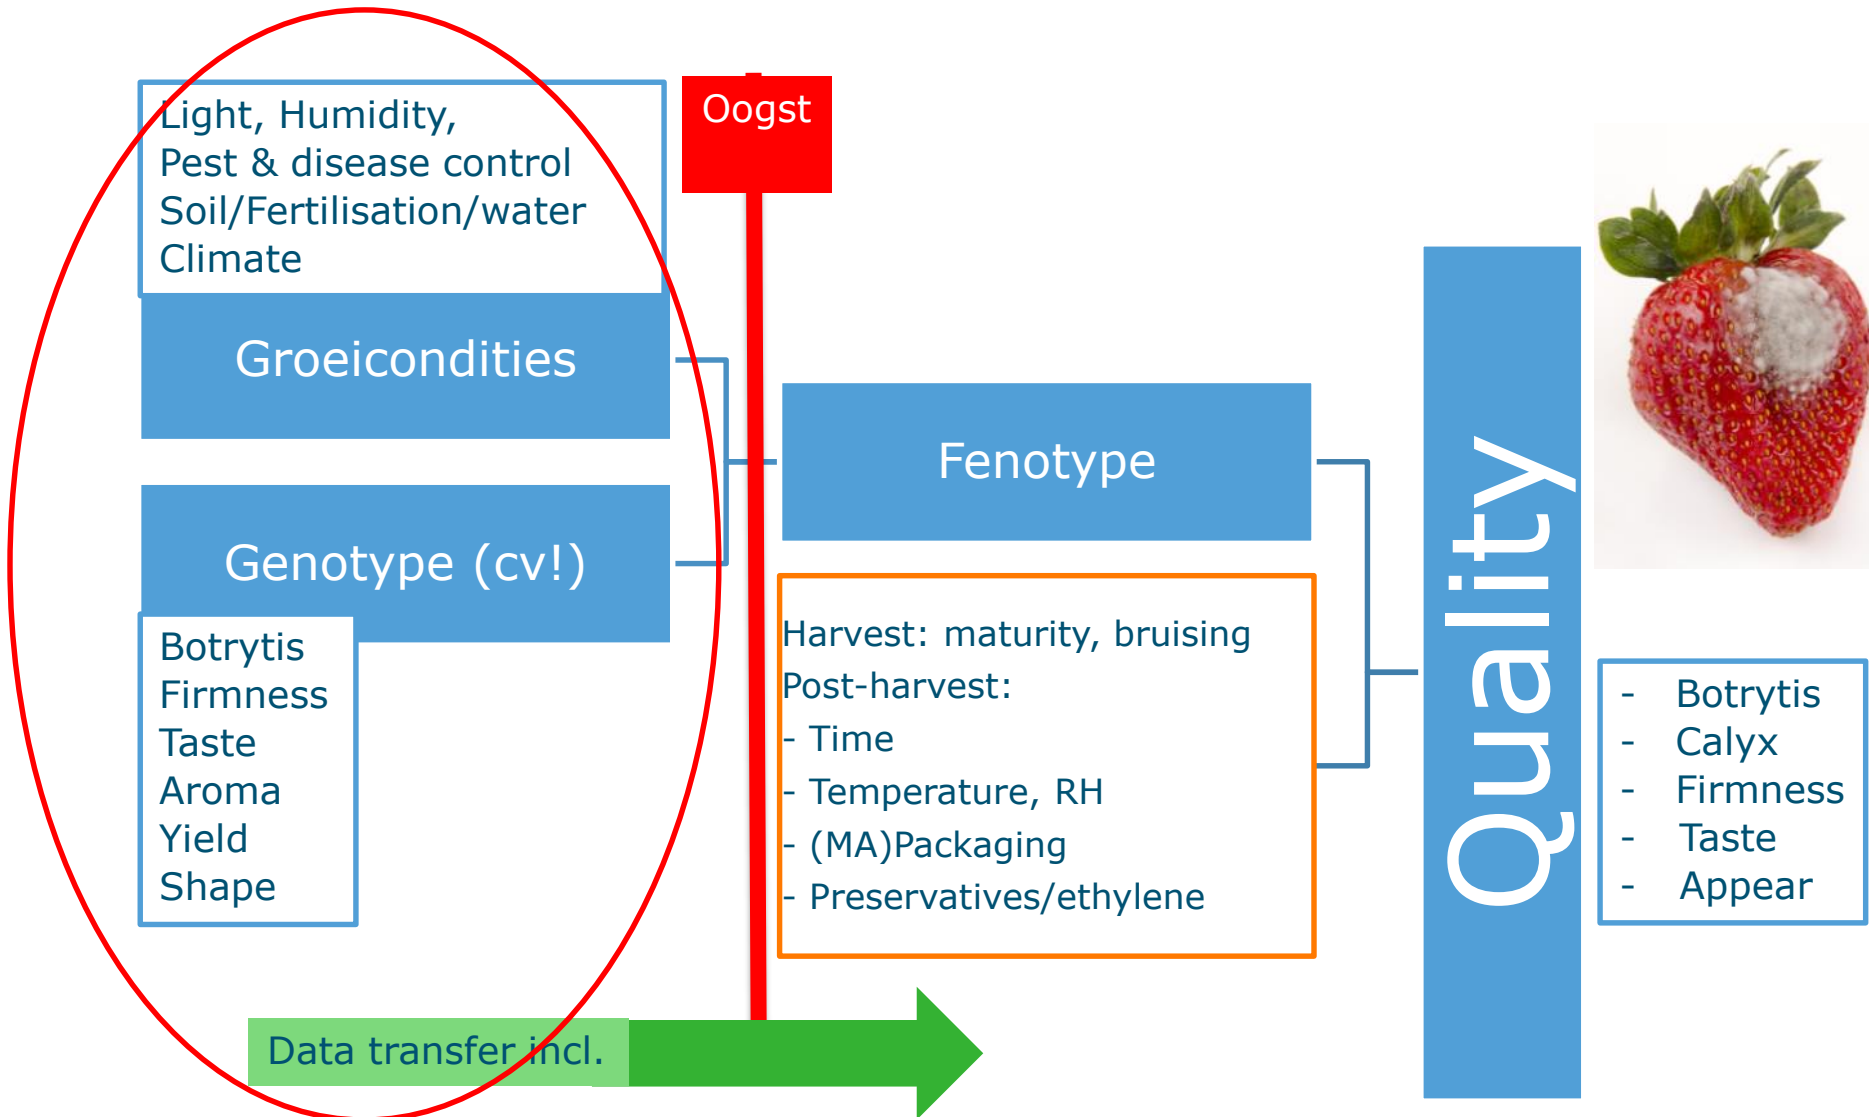 Light, Humidity,
Pest & disease control
Soil/Fertilisation/water
Climate
Groeicondities
Genotype (cv!)
Botrytis
Firmness
Taste
Aroma
Yield
Shape
Oogst
Fenotype
Harvest: maturity, bruising
Post-harvest:
- Time
- Temperature, RH
- (MA)Packaging
- Preservatives/ethylene
Data transfer incl.
Quality
- Botrytis
- Calyx
- Firmness
- Taste
- Appear